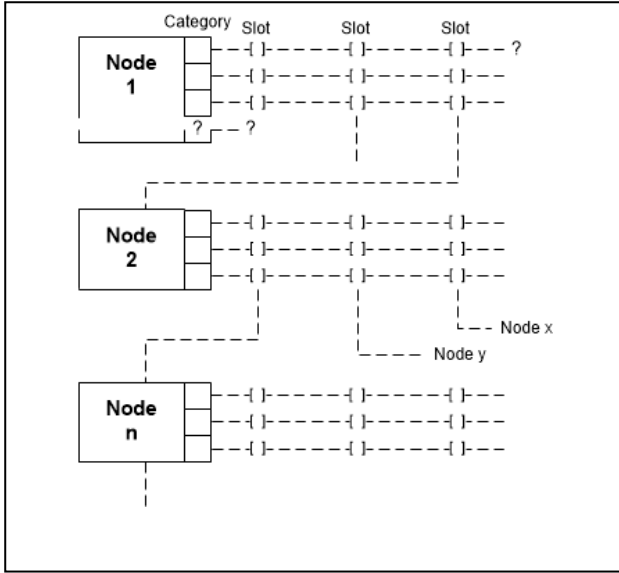 Category Slot Slot Slot
Node
1
[ ] [ ] [ ] ?
[ ] [ ] [ ]
[ ] [ ] [ ]
? ?
Node
2
[ ] [ ] [ ]
[ ] [ ] [ ]
[ ] [ ] [ ]
Node x
Node y
Node
n
[ ] [ ] [ ]
[ ] [ ] [ ]
[ ] [ ] [ ]